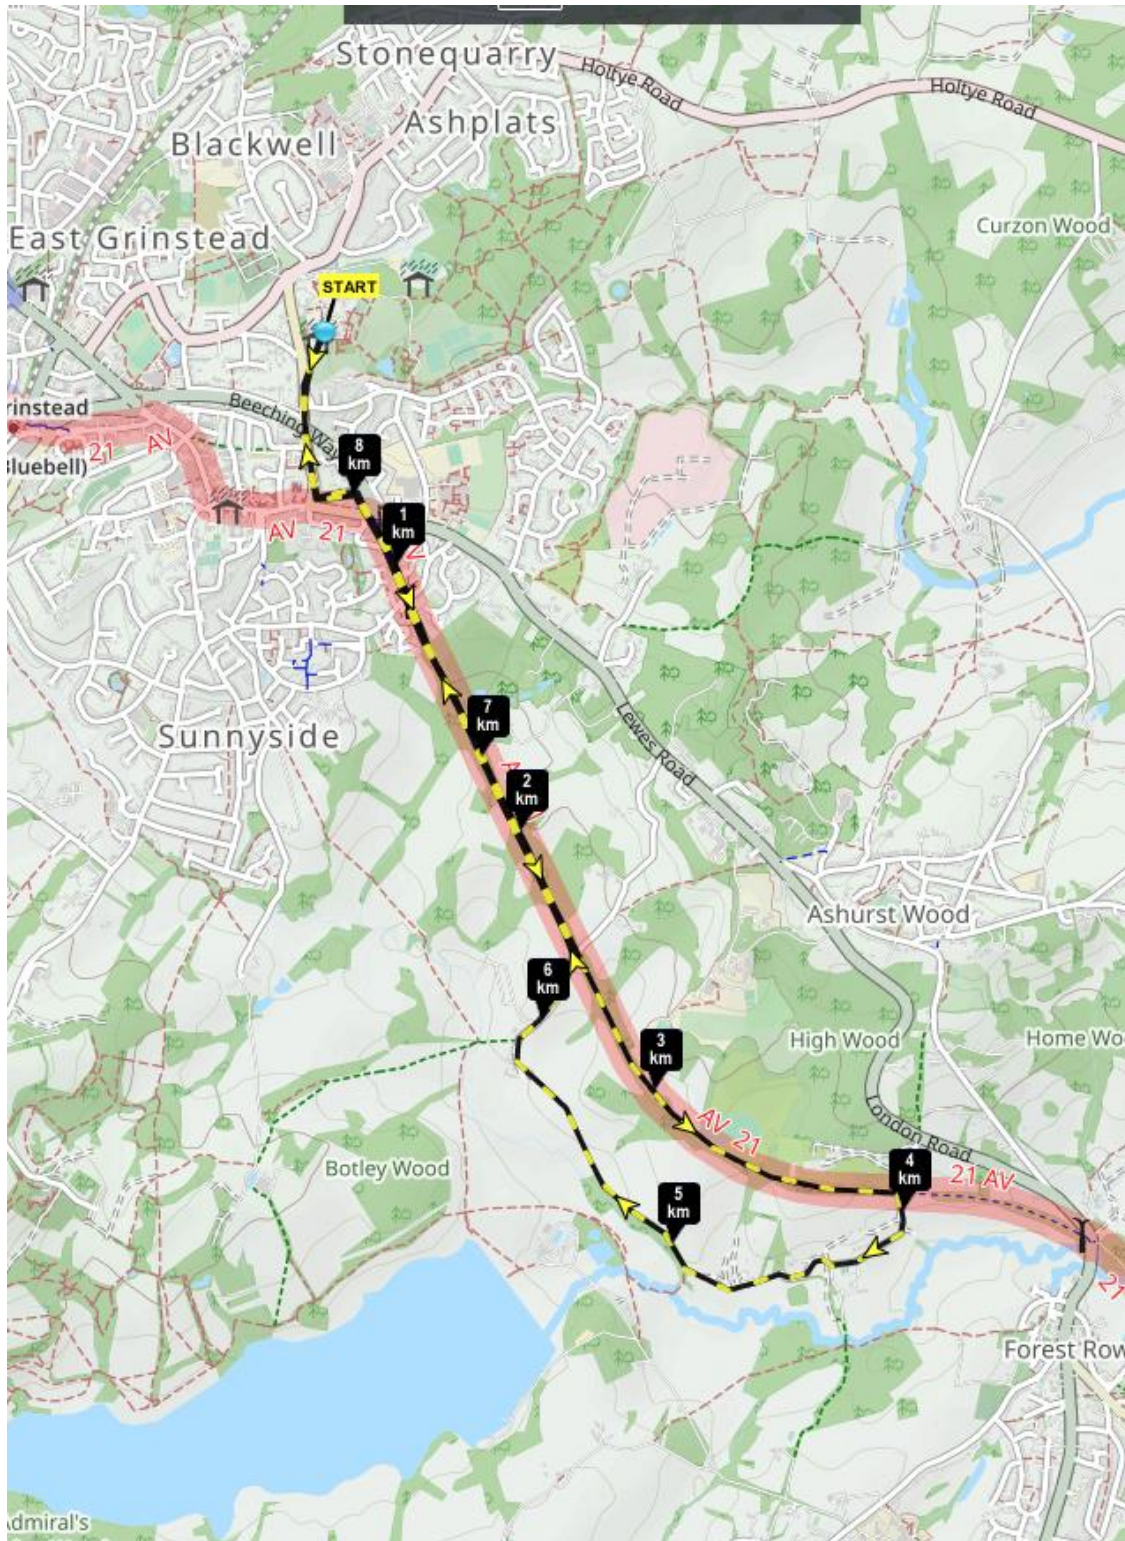 Stonequarry
Holtye Road
Holtye Road
Ashplats
Blackwell
Curzon Wood
East Grinstead
START
rinstead
Beeching Way
21
AV
Bluebell)
8
km
1
km
AV
21
V
7
km
Lewes Road
Sunnyside
A
2
km
Ashurst Wood
6
km
3
km
High Wood
Home Wo
AV 21
London Road
4
km
21 AV
Botley Wood
5
km
21
Forest Row
Admiral's